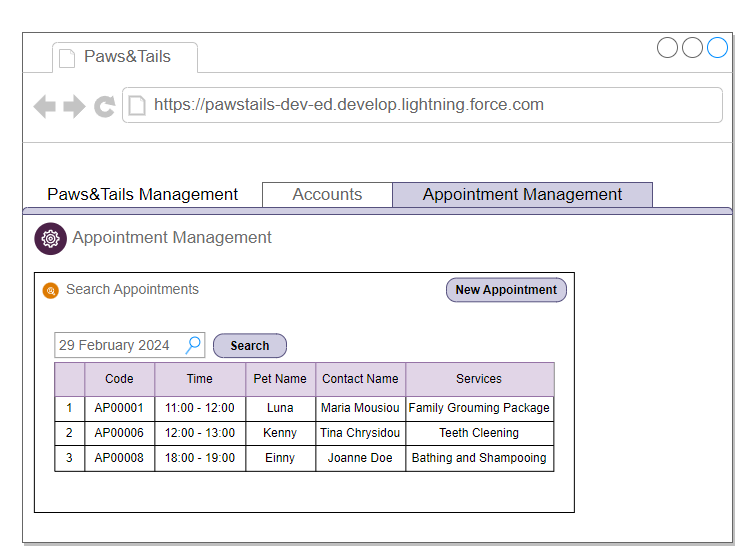 Paws&Tails
https://pawstails-dev-ed.develop.lightning.force.com
Paws&Tails Management Accounts Appointment Management
Appointment Management
Search Appointments New Appointment
29 February 2024 Search
Code Time Pet Name Contact Name Services
1 AP00001 11:00 - 12:00 Luna Maria Mousiou Family Grouming Package
2 AP00006 12:00 - 13:00 Kenny Tina Chrysidou Teeth Cleening
3 AP00008 18:00 - 19:00 Einny Joanne Doe Bathing and Shampooing